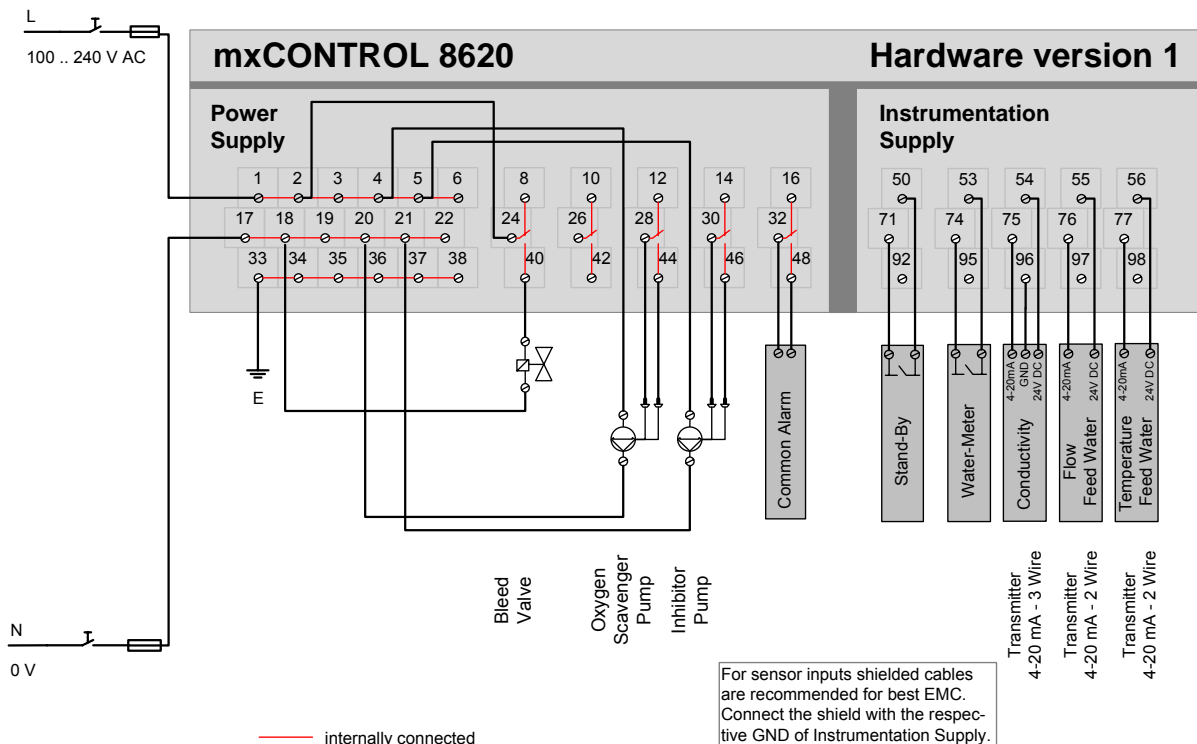 L
100 .. 240 V AC
mxCONTROL 8620
Hardware version 1
Power
Supply
Instrumentation
Supply
1 2 3 4 5 6 8 10 12 14 16
17 18 19 20 21 22 24 26 28 30 32
33 34 35 36 37 38 40 42 44 46 48
50 53 54 55 56
71 74 75 76 77
92 95 96 97 98
E
Common Alarm
Stand-By
Water-Meter
4-20mA
GND
24V DC
Conductivity
4-20mA
24V DC
Flow
Feed Water
4-20mA
24V DC
Temperature
Feed Water
Bleed
Valve
Oxygen
Scavenger
Pump
Inhibitor
Pump
Transmitter
4-20 mA - 3 Wire
Transmitter
4-20 mA - 2 Wire
Transmitter
4-20 mA - 2 Wire
N
0 V
For sensor inputs shielded cables
are recommended for best EMC.
Connect the shield with the respec-
tive GND of Instrumentation Supply.
internally connected